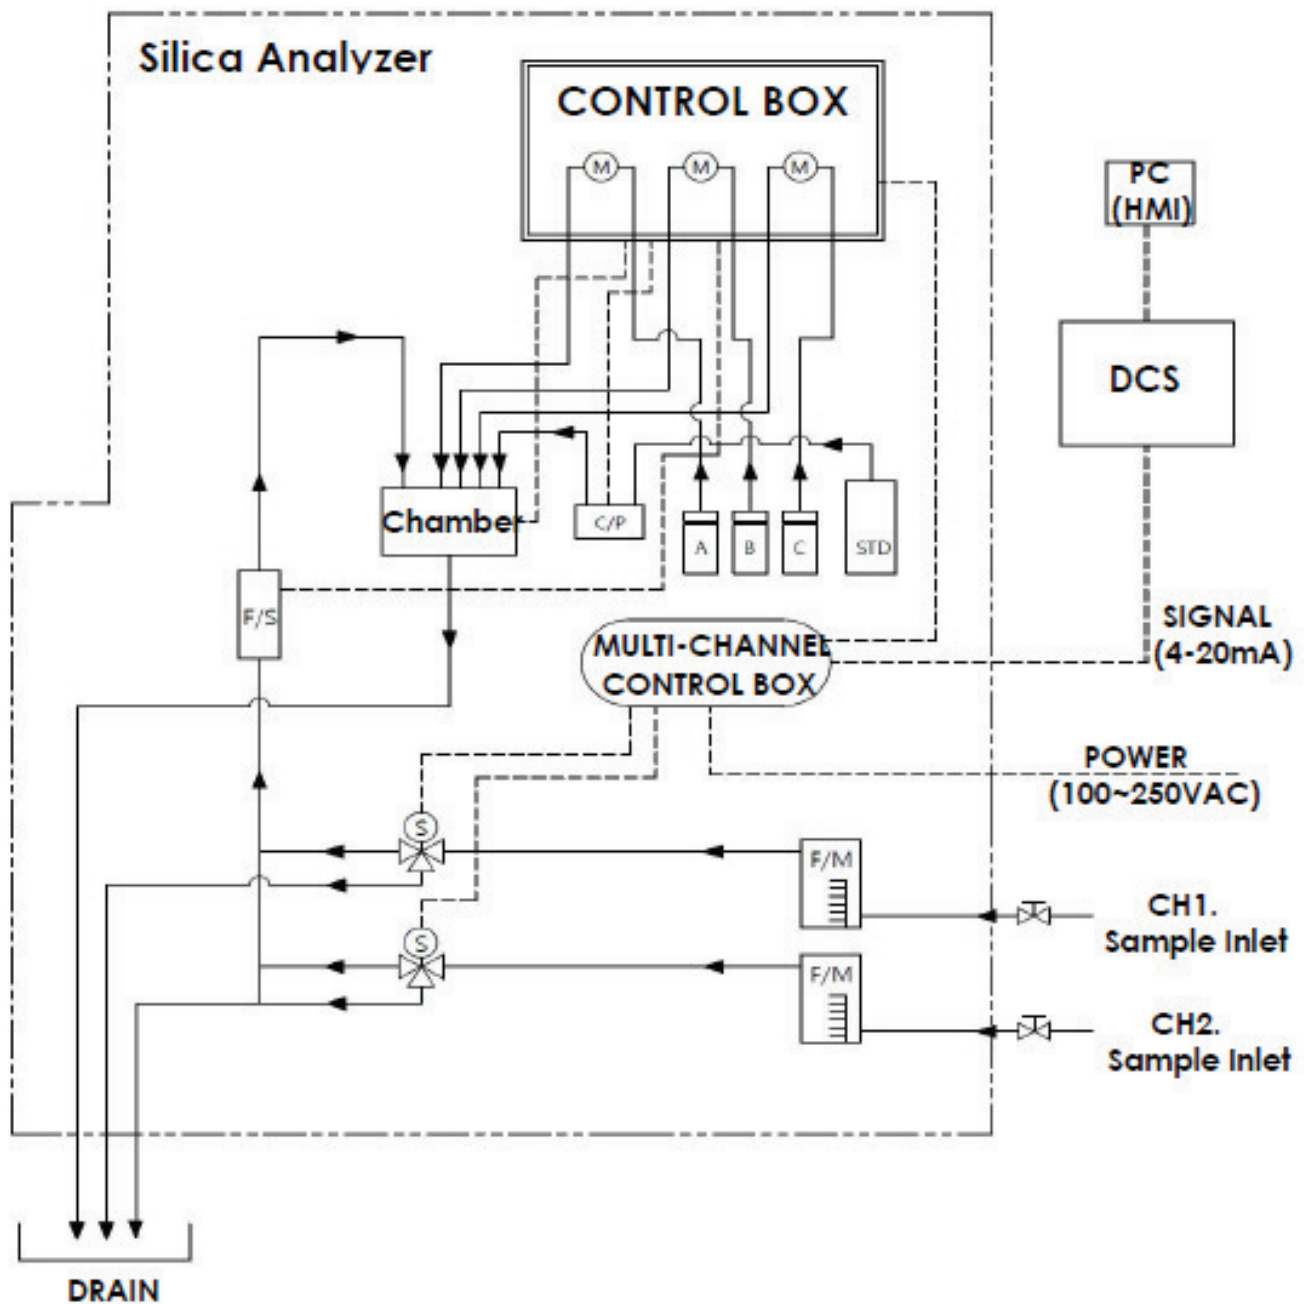 Silica Analyzer
CONTROL BOX
M
M
M
PC
(HMI)
DCS
Chamber
C/P
A
B
C
STD
F/S
MULTI-CHANNEL
CONTROL BOX
SIGNAL
(4-20mA)
POWER
(100~250VAC)
S
F/M
CH1.
Sample Inlet
S
F/M
CH2.
Sample Inlet
DRAIN